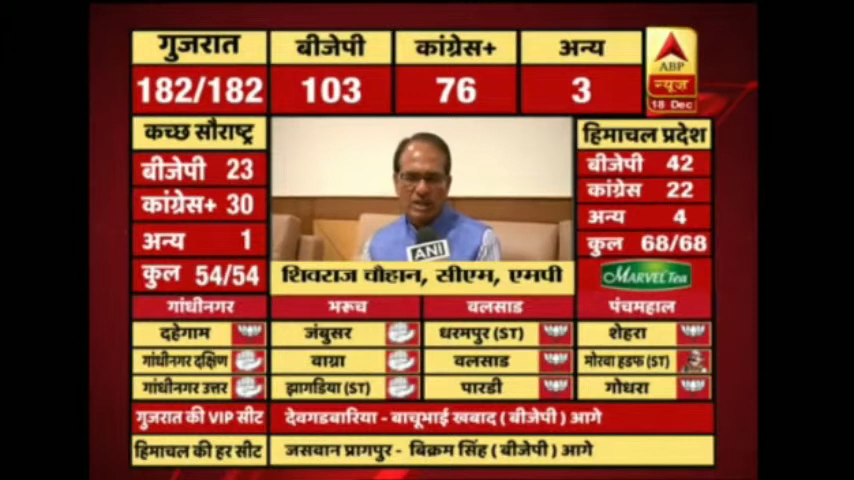 गुजरात बीजेपी कांग्रेस+ अन्य
182/182 103 76 3
ABP
न्यूज़
18 Dec
कच्छ सौराष्ट्र
बीजेपी 23
कांग्रेस+ 30
अन्य 1
कुल 54/54
ANI
शिवराज चौहान, सीएम, एमपी
हिमाचल प्रदेश
बीजेपी 42
कांग्रेस 22
अन्य 4
कुल 68/68
MARVEL Tea
गांधीनगर भरूच वलसाड पंचमहाल
दहेगाम जंबुसर धरमपुर (ST) शेहरा
गांधीनगर दक्षिण वाग्रा वलसाड मोरवा हडफ (ST)
गांधीनगर उत्तर झागडिया (ST) पारडी गोधरा
गुजरात की VIP सीट देवगडबारिया - बाचूभाई खबाद ( बीजेपी ) आगे
हिमाचल की हर सीट जसवान प्रागपुर - बिक्रम सिंह ( बीजेपी ) आगे